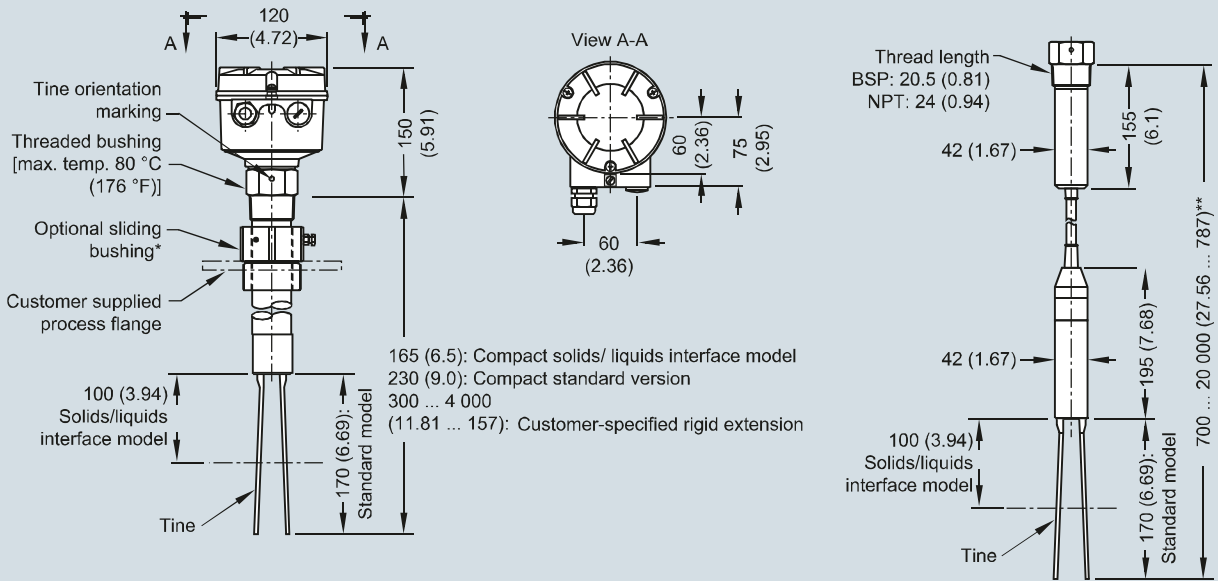 120
(4.72)
A
A
Tine orientation
marking
Threaded bushing
[max. temp. 80 °C
(176 °F)]
Optional sliding
bushing*
Customer supplied
process flange
150
(5.91)
165 (6.5): Compact solids/ liquids interface model
230 (9.0): Compact standard version
300 ... 4 000
(11.81 ... 157): Customer-specified rigid extension
100 (3.94)
Solids/liquids
interface model
170 (6.69):
Standard model
Tine
View A-A
60
(2.36)
75
(2.95)
60
(2.36)
Thread length
BSP: 20.5 (0.81)
NPT: 24 (0.94)
155
(6.1)
42 (1.67)
700 ... 20 000 (27.56 ... 787)**
195 (7.68)
42 (1.67)
100 (3.94)
Solids/liquids
interface model
170 (6.69):
Standard model
Tine